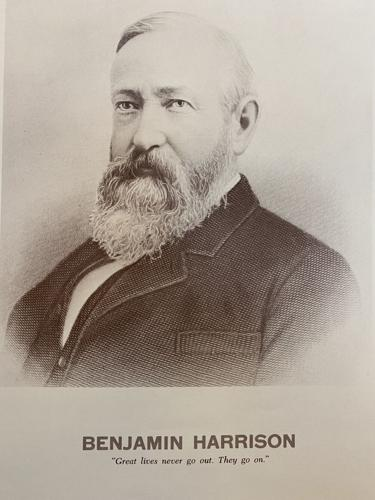 BENJAMIN HARRISON
"Great lives never go out. They go on."